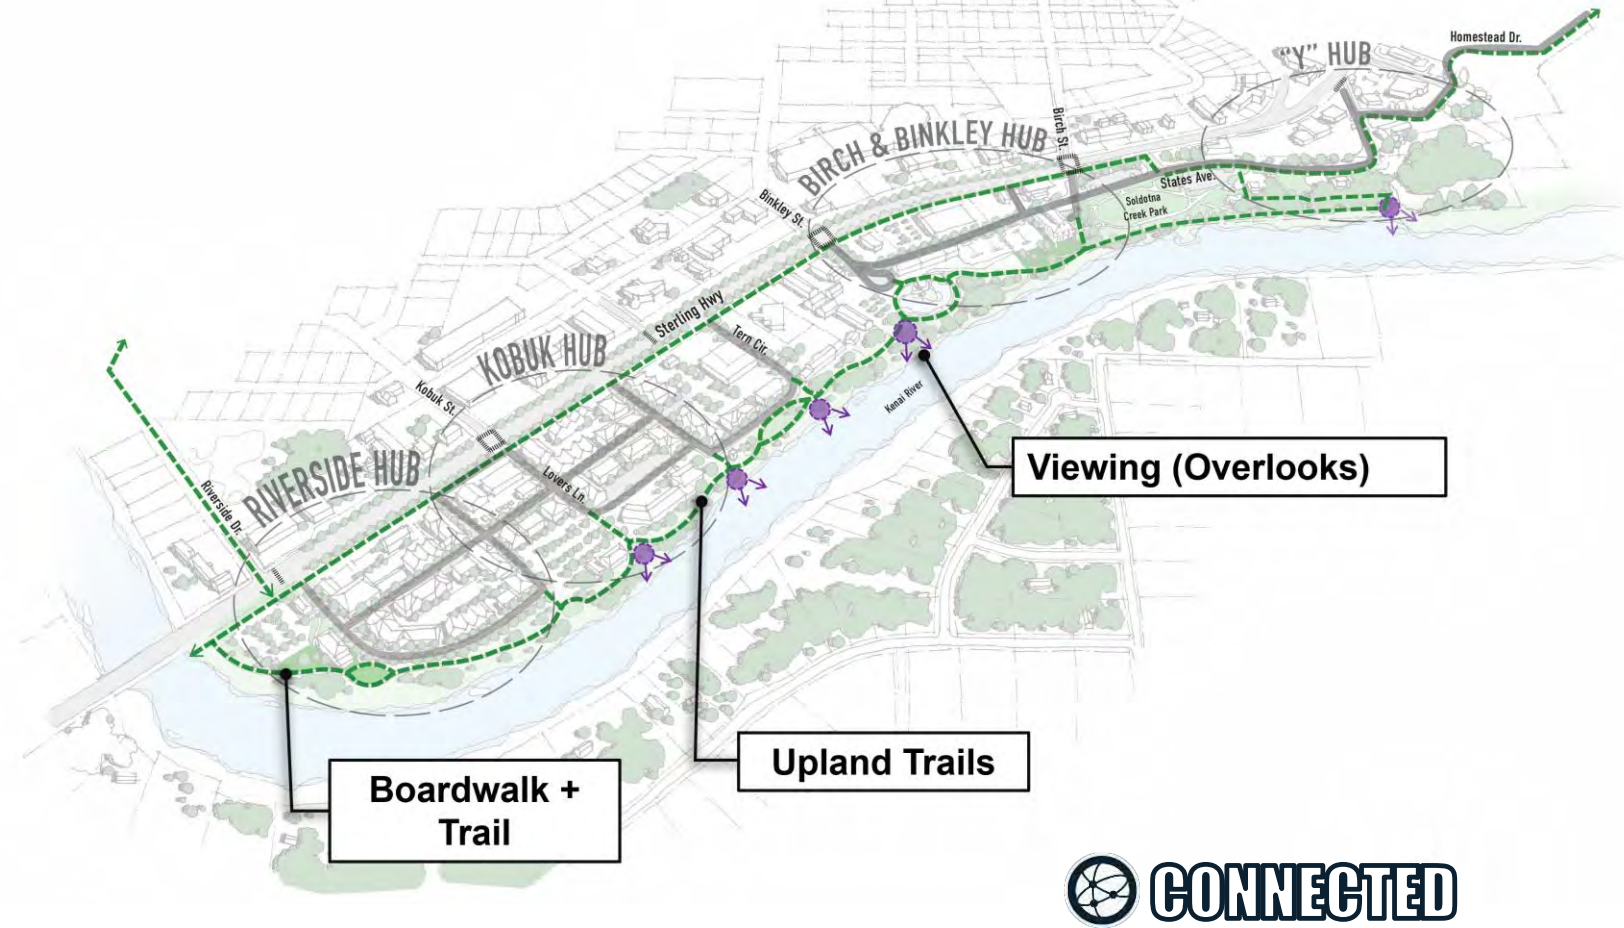 Homestead Dr.
"Y" HUB
Birch St.
BIRCH & BINKLEY HUB
States Ave.
Soldotna
Creek Park
Binkley St.
Sterling Hwy
Tern Cir.
KOBUK HUB
Kobuk St.
Kenai River
Viewing (Overlooks)
RIVERSIDE HUB
Lovers Ln.
Riverside Dr.
Upland Trails
Boardwalk +
Trail
CONNECTED